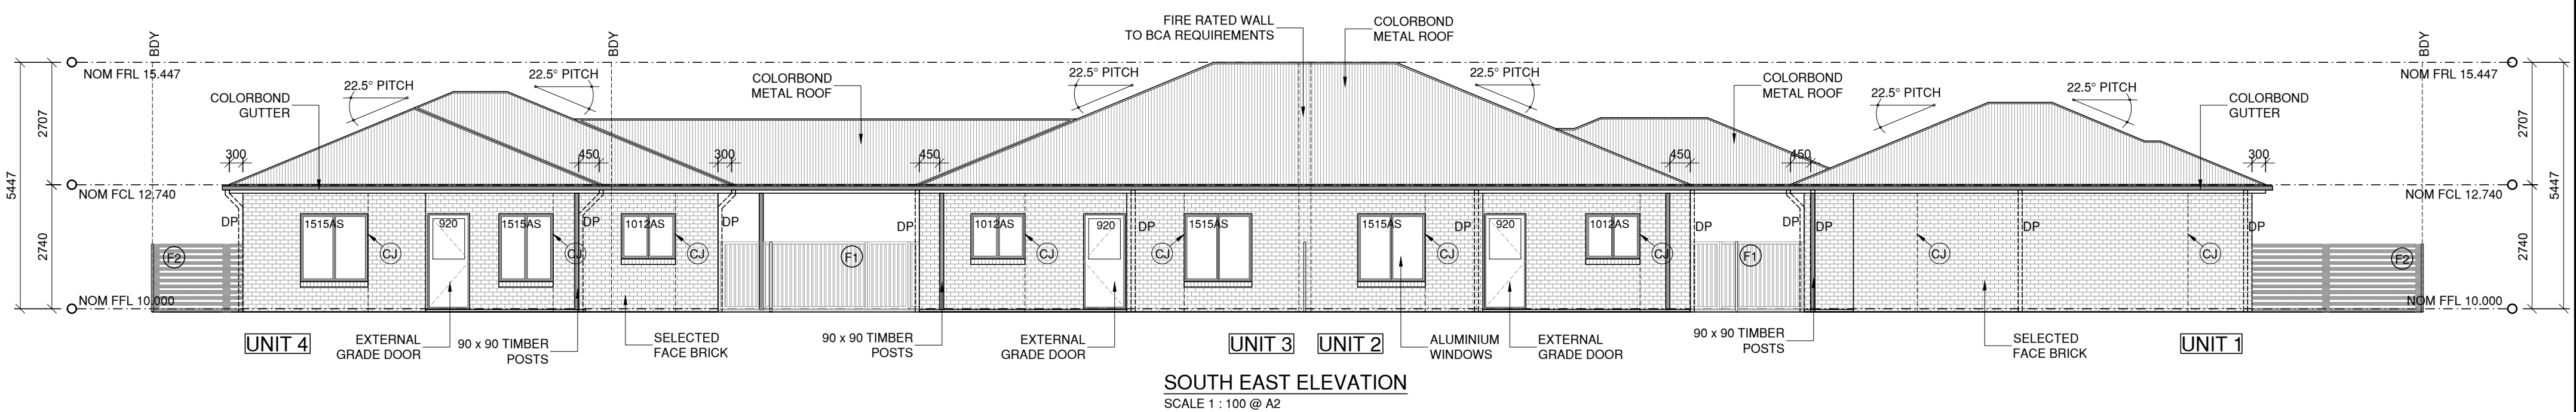 FIRE RATED WALL
TO BCA REQUIREMENTS
COLORBOND
METAL ROOF
BDY
BDY
BDY
NOM FRL 15.447
22.5° PITCH
22.5° PITCH
COLORBOND
METAL ROOF
22.5° PITCH
22.5° PITCH
COLORBOND
METAL ROOF
22.5° PITCH
22.5° PITCH
NOM FRL 15.447
COLORBOND
GUTTER
COLORBOND
GUTTER
5447
2707
2740
300
450
300
450
450
450
300
2707
2740
5447
NOM FCL 12.740
NOM FCL 12.740
DP
1515AS
920
1515AS
DP
1012AS
DP
DP
1012AS
920
DP
1515AS
1515AS
DP
920
1012AS
DP
DP
DP
DP
F2
CJ
CJ
CJ
F1
CJ
CJ
CJ
CJ
F1
CJ
CJ
F2
NOM FFL 10.000
NOM FFL 10.000
UNIT 4
EXTERNAL
GRADE DOOR
90 x 90 TIMBER
POSTS
SELECTED
FACE BRICK
90 x 90 TIMBER
POSTS
EXTERNAL
GRADE DOOR
UNIT 3
UNIT 2
ALUMINIUM
WINDOWS
EXTERNAL
GRADE DOOR
90 x 90 TIMBER
POSTS
SELECTED
FACE BRICK
UNIT 1
SOUTH EAST ELEVATION
SCALE 1 : 100 @ A2